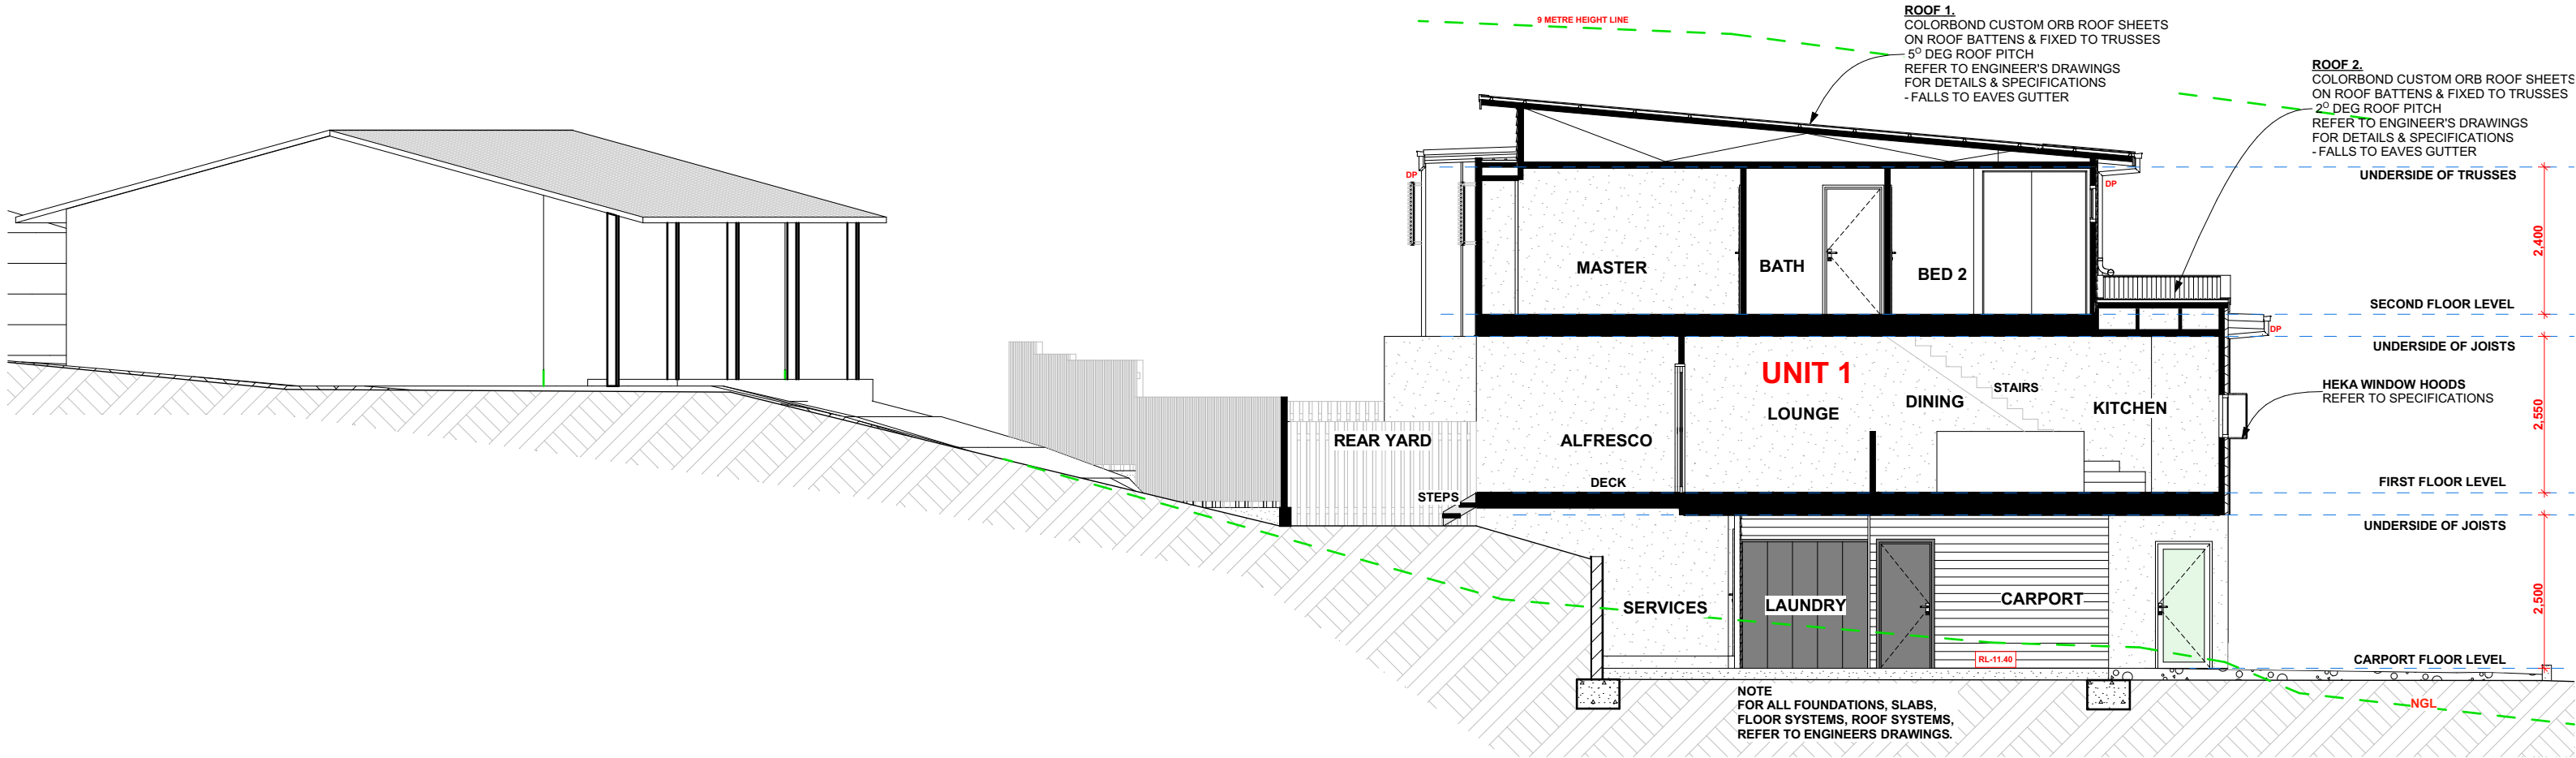 9 METRE HEIGHT LINE
ROOF 1.
COLORBOND CUSTOM ORB ROOF SHEETS
ON ROOF BATTENS & FIXED TO TRUSSES
5O DEG ROOF PITCH
REFER TO ENGINEER'S DRAWINGS
FOR DETAILS & SPECIFICATIONS
- FALLS TO EAVES GUTTER
ROOF 2.
COLORBOND CUSTOM ORB ROOF SHEETS
ON ROOF BATTENS & FIXED TO TRUSSES
2O DEG ROOF PITCH
REFER TO ENGINEER'S DRAWINGS
FOR DETAILS & SPECIFICATIONS
- FALLS TO EAVES GUTTER
DP
DP
UNDERSIDE OF TRUSSES
2,400
MASTER
BATH
BED 2
SECOND FLOOR LEVEL
DP
UNDERSIDE OF JOISTS
UNIT 1
LOUNGE
DINING
STAIRS
KITCHEN
HEKA WINDOW HOODS
REFER TO SPECIFICATIONS
2,550
REAR YARD
ALFRESCO
DECK
STEPS
FIRST FLOOR LEVEL
UNDERSIDE OF JOISTS
SERVICES
LAUNDRY
CARPORT
2,500
RL-11.40
CARPORT FLOOR LEVEL
NOTE
FOR ALL FOUNDATIONS, SLABS,
FLOOR SYSTEMS, ROOF SYSTEMS,
REFER TO ENGINEERS DRAWINGS.
NGL